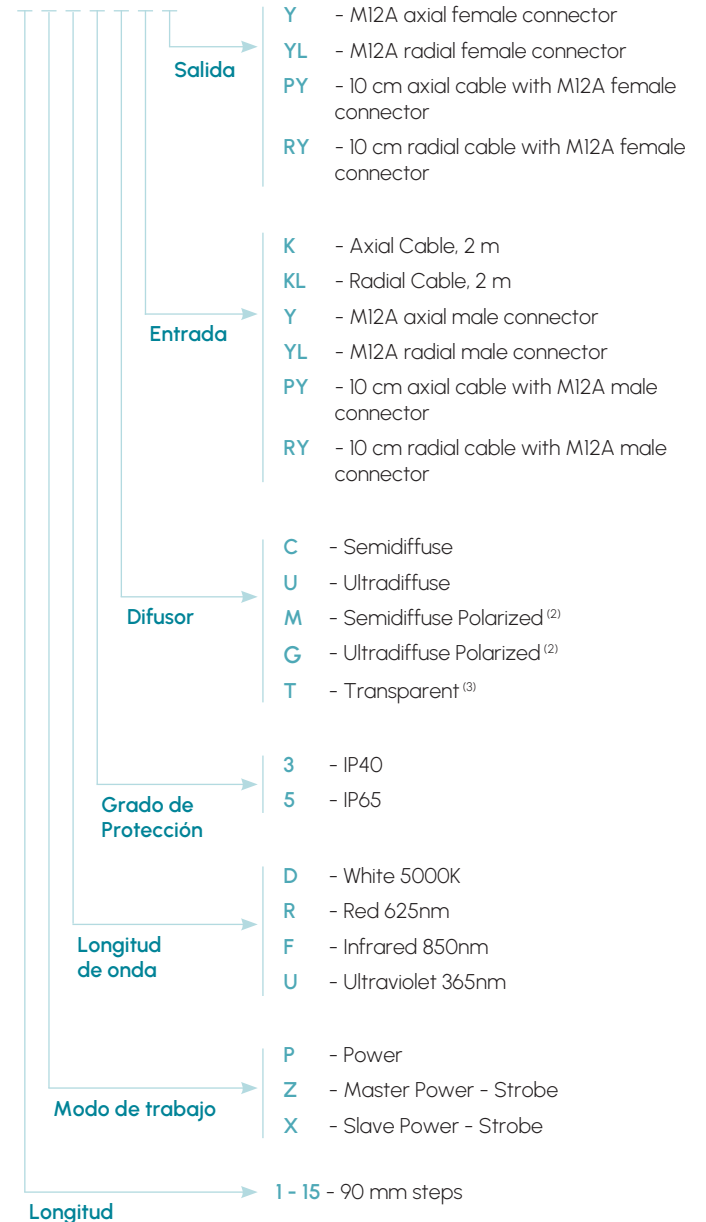 Y - M12A axial female connector
YL - M12A radial female connector
Salida
PY - 10 cm axial cable with M12A female
connector
RY - 10 cm radial cable with M12A female
connector
K - Axial Cable, 2 m
KL - Radial Cable, 2 m
Y - M12A axial male connector
Entrada
YL - M12A radial male connector
PY - 10 cm axial cable with M12A male
connector
RY - 10 cm radial cable with M12A male
connector
C - Semidiffuse
U - Ultradiffuse
Difusor
M - Semidiffuse Polarized (2)
G - Ultradiffuse Polarized (2)
T - Transparent (3)
3 - IP40
5 - IP65
Grado de
Protección
D - White 5000K
R - Red 625nm
Longitud
de onda
F - Infrared 850nm
U - Ultraviolet 365nm
P - Power
Z - Master Power - Strobe
Modo de trabajo
X - Slave Power - Strobe
1 - 15 - 90 mm steps
Longitud